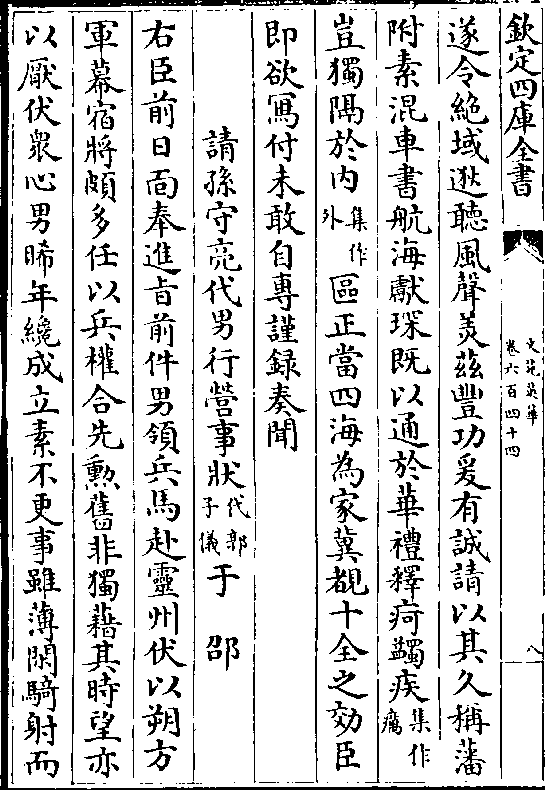 欽定四庫全書
文苑英華
卷六百四十四
八
遂令絶域逖聽風聲羙兹豐功爰有誠請以其久稱藩
附素混車書航海獻琛既以通於華禮釋疴蠲疾集作癘
豈獨隔於内集作外區正當四海為家冀覩十全之効臣
即欲寫付未敢自專謹録奏聞
請孫守亮代男行營事狀代郭子儀于邵
右臣前日面奉進旨前件男領兵馬赴靈州伏以朔方
軍幕宿將頗多任以兵權合先勲舊非獨藉其時望亦
以厭伏衆心男晞年纔成立素不更事雖薄閑騎射而